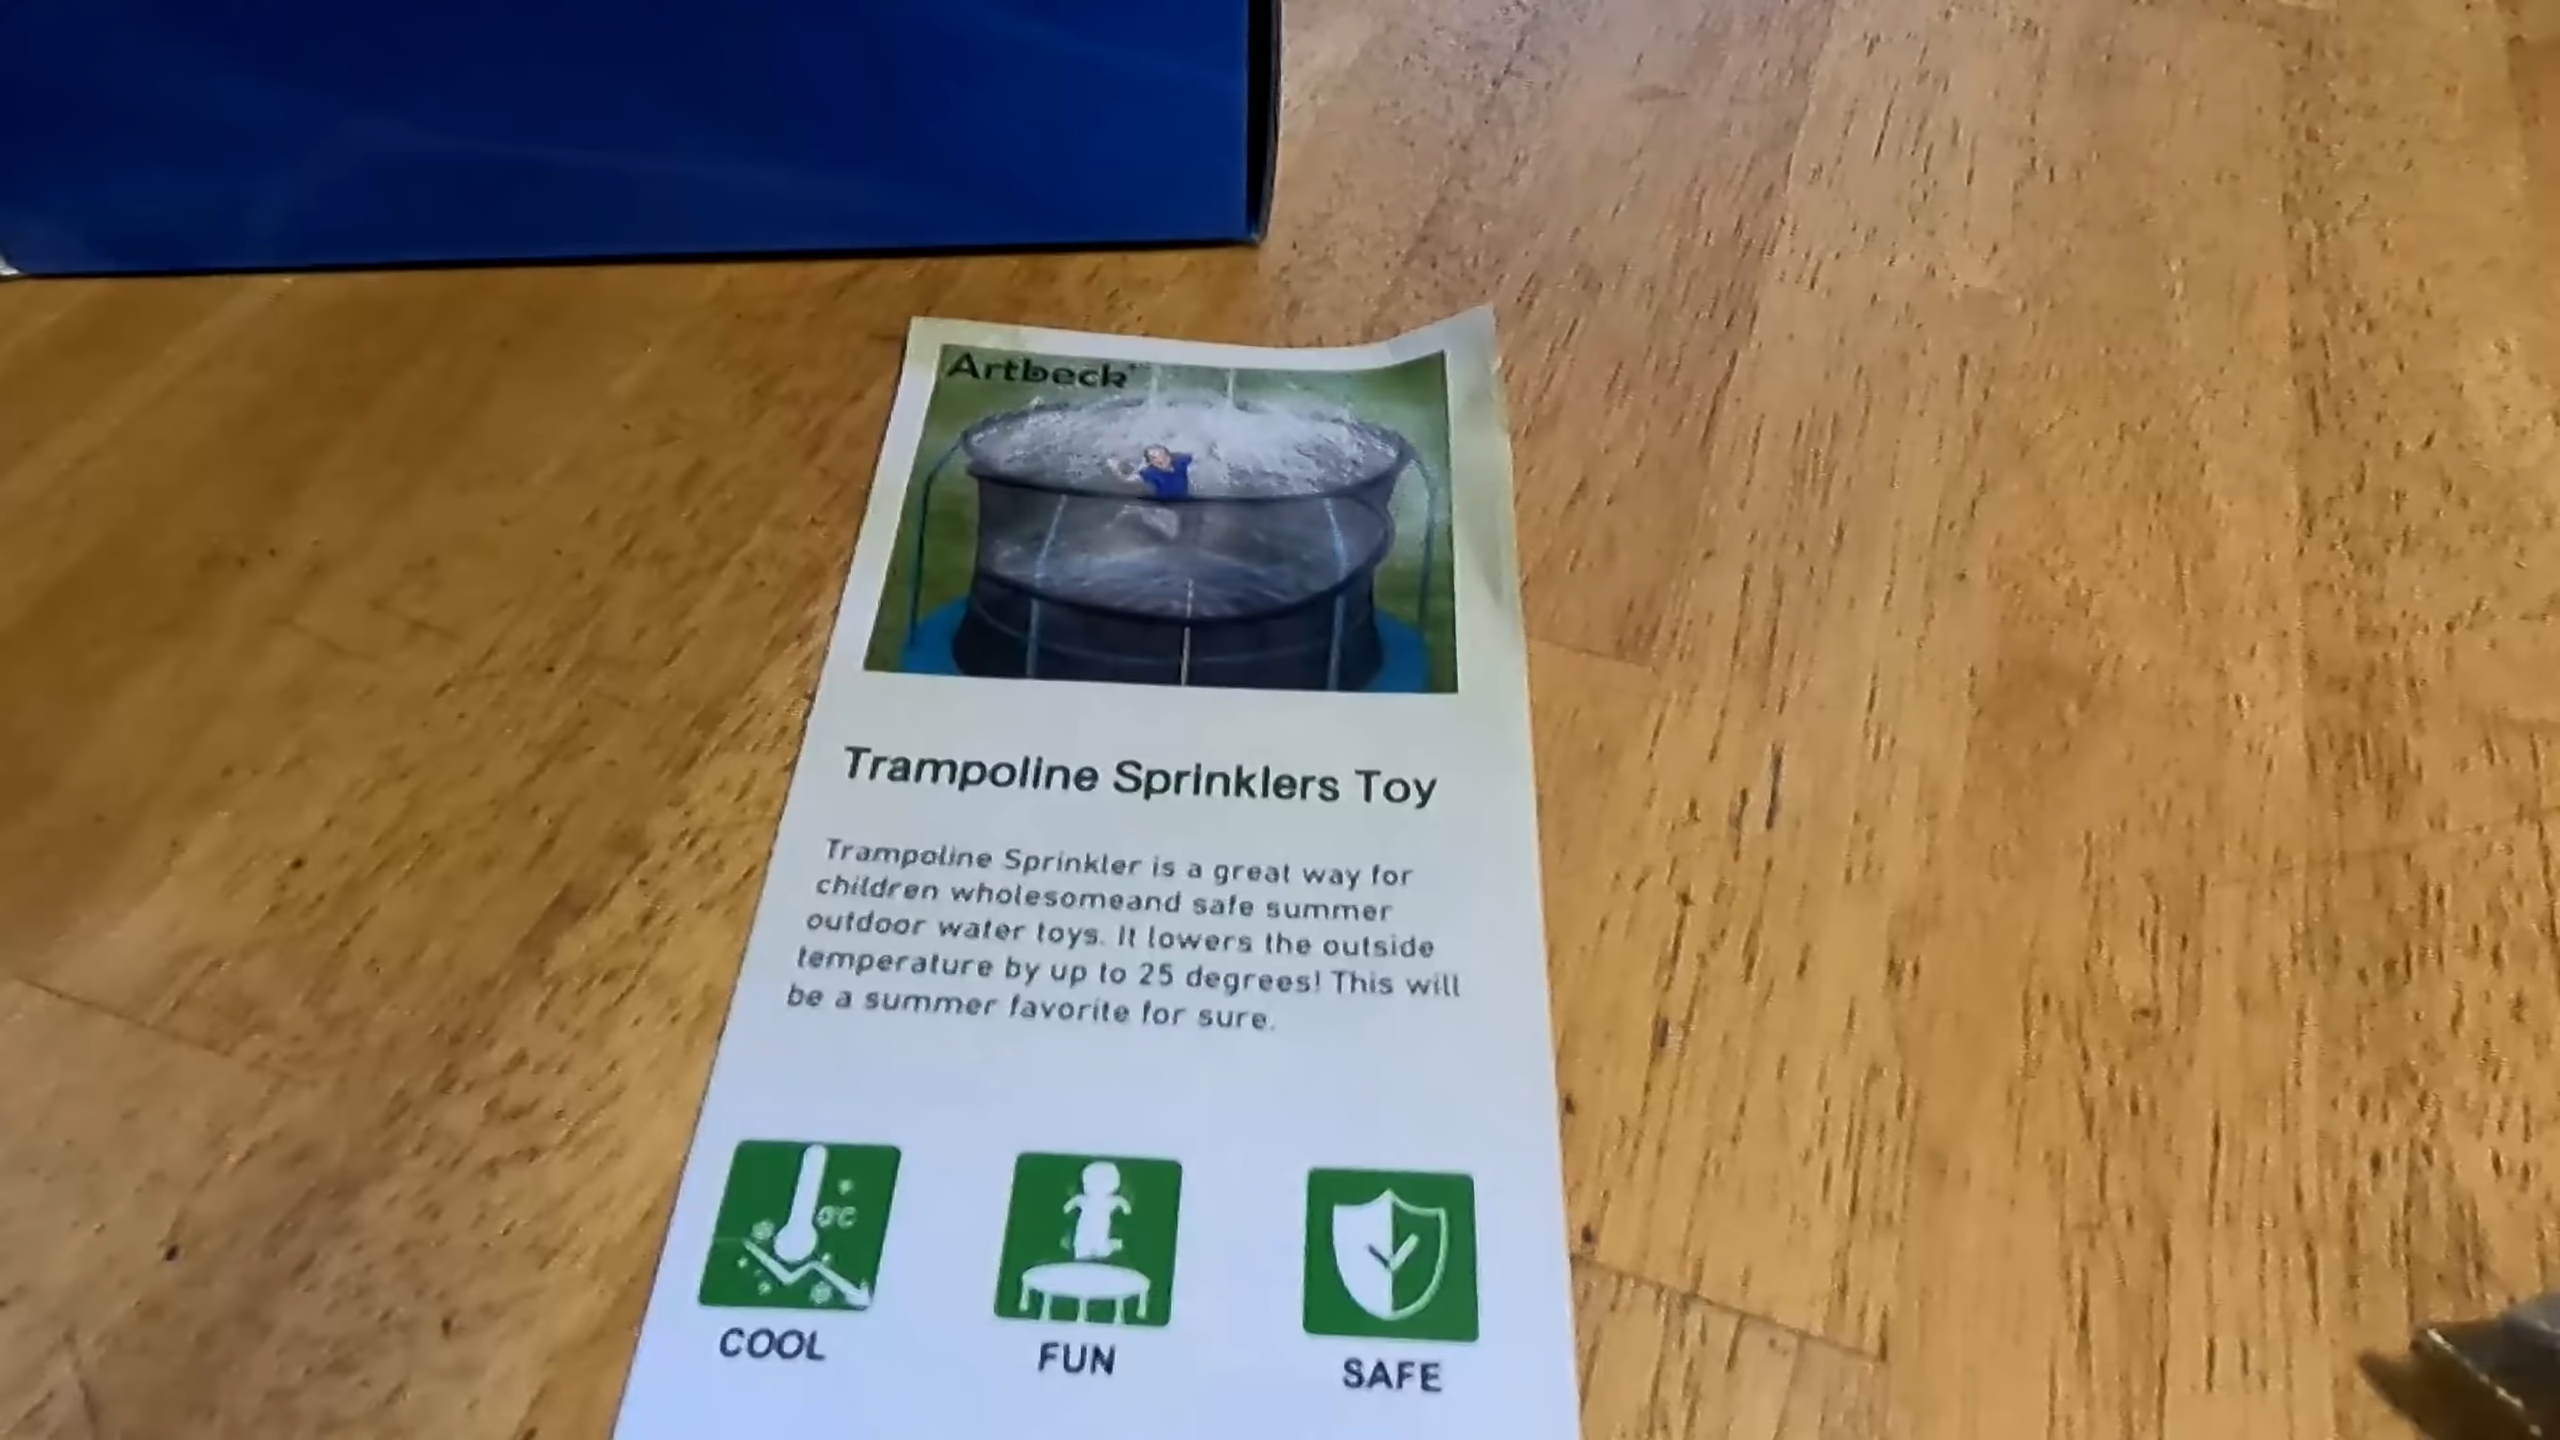 Artbeck
Trampoline Sprinklers Toy
Trampoline Sprinkler is a great way for
children wholesomeand safe summer
outdoor water toys. It lowers the outside
temperature by up to 25 degrees! This will
be a summer favorite for sure.
0°C
COOL
FUN
SAFE